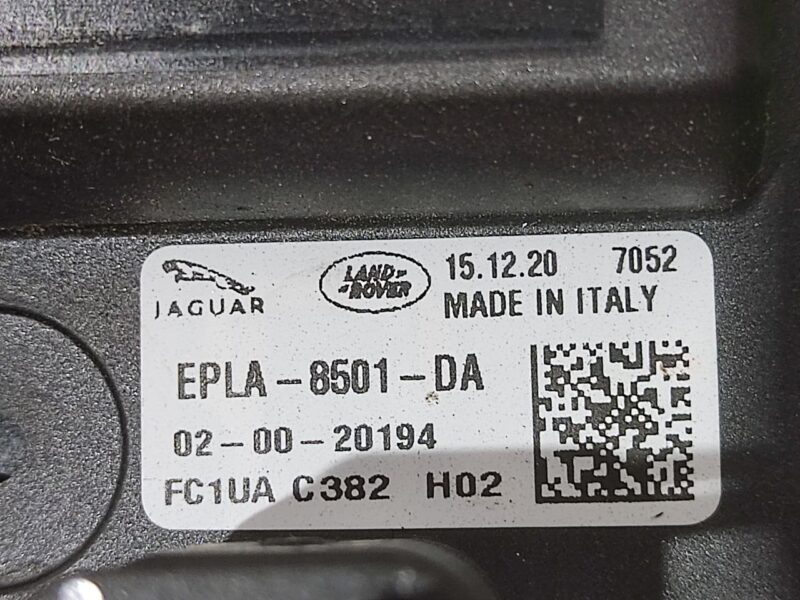 JAGUAR
LAND
ROVER
15.12.20 7052
MADE IN ITALY
EPLA-8501-DA
02-00-20194
FC1UA C382 H02